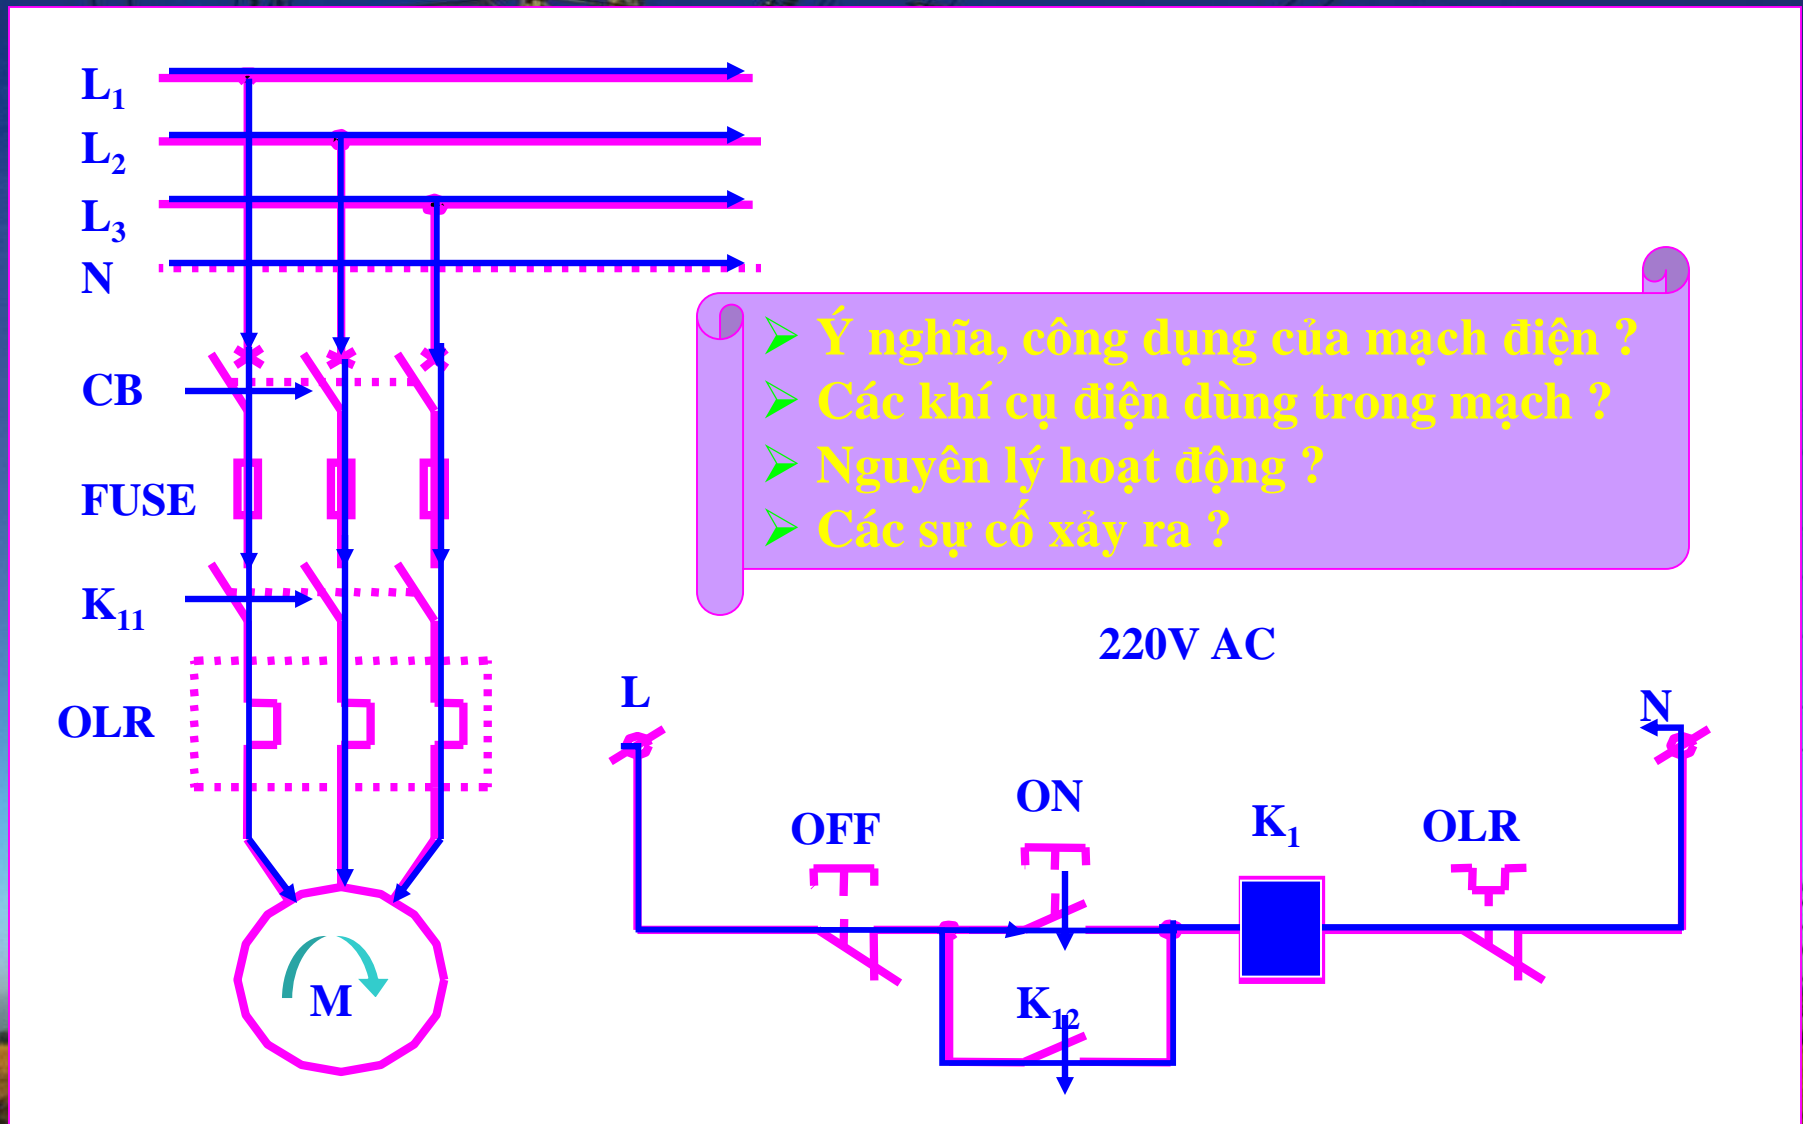 L₁
L₂
L₃
N
CB
FUSE
K₁₁
OLR
M
Ý nghĩa, công dụng của mạch điện ?
Các khí cụ điện dùng trong mạch ?
Nguyên lý hoạt động ?
Các sự cố xảy ra ?
220V AC
L
N
OFF
ON
K₁
OLR
K₁₂